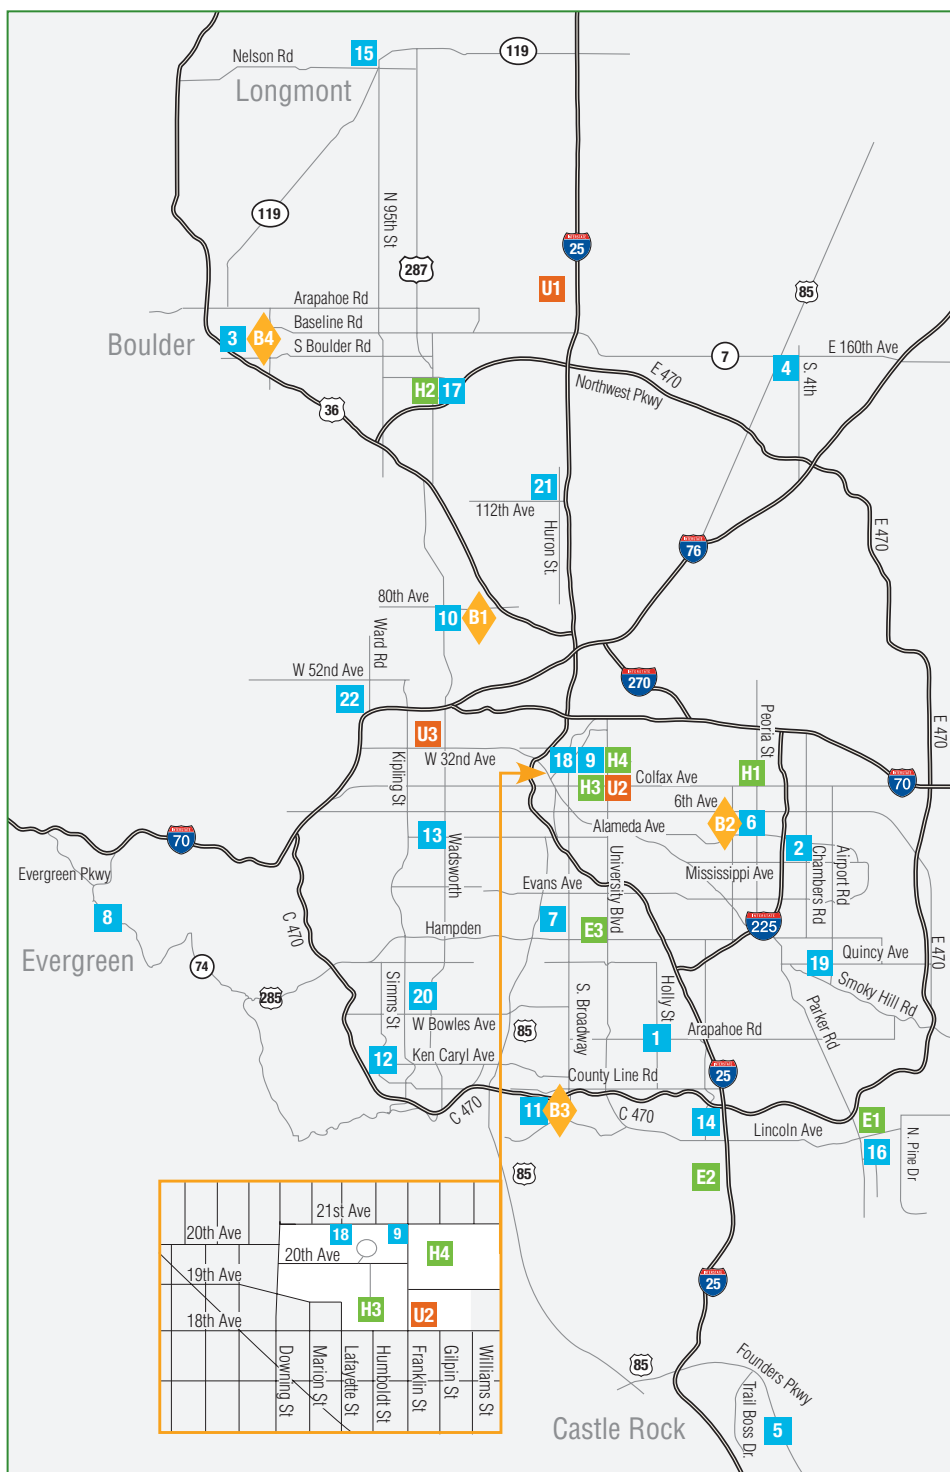 15
119
Nelson Rd
Longmont
119
N 95th St
INTERSTATE
25
287
U1
85
Arapahoe Rd
Baseline Rd
Boulder
3
B4
S Boulder Rd
7
E 160th Ave
4
S. 4th
E 470
Northwest Pkwy
H2
17
36
21
112th Ave
Huron St.
E 470
INTERSTATE
76
80th Ave
10
B1
Ward Rd
W 52nd Ave
INTERSTATE
270
22
Peoria St
E 470
U3
W 32nd Ave
Kipling St
18
9
H4
H1
Colfax Ave
INTERSTATE
70
H3
U2
6th Ave
B2
6
Alameda Ave
13
INTERSTATE
70
Wadsworth
University Blvd
2
Chambers Rd
Airport Rd
Evergreen Pkwy
Mississippi Ave
Evans Ave
8
7
E3
INTERSTATE
225
C 470
Hampden
Evergreen
74
Quincy Ave
19
E 470
Smoky Hill Rd
285
Simms St
20
S. Broadway
Holly St
Parker Rd
W Bowles Ave
85
1
Arapahoe Rd
12
Ken Caryl Ave
County Line Rd
INTERSTATE
25
C 470
11
B3
C 470
14
Lincoln Ave
E1
16
N. Pine Dr
85
E2
21st Ave
20th Ave
18
9
20th Ave
H4
19th Ave
H3
U2
18th Ave
Downing St
Marion St
Lafayette St
Humboldt St
Franklin St
Gilpin St
Williams St
INTERSTATE
25
85
Founders Pkwy
Trail Boss Dr.
Castle Rock
5